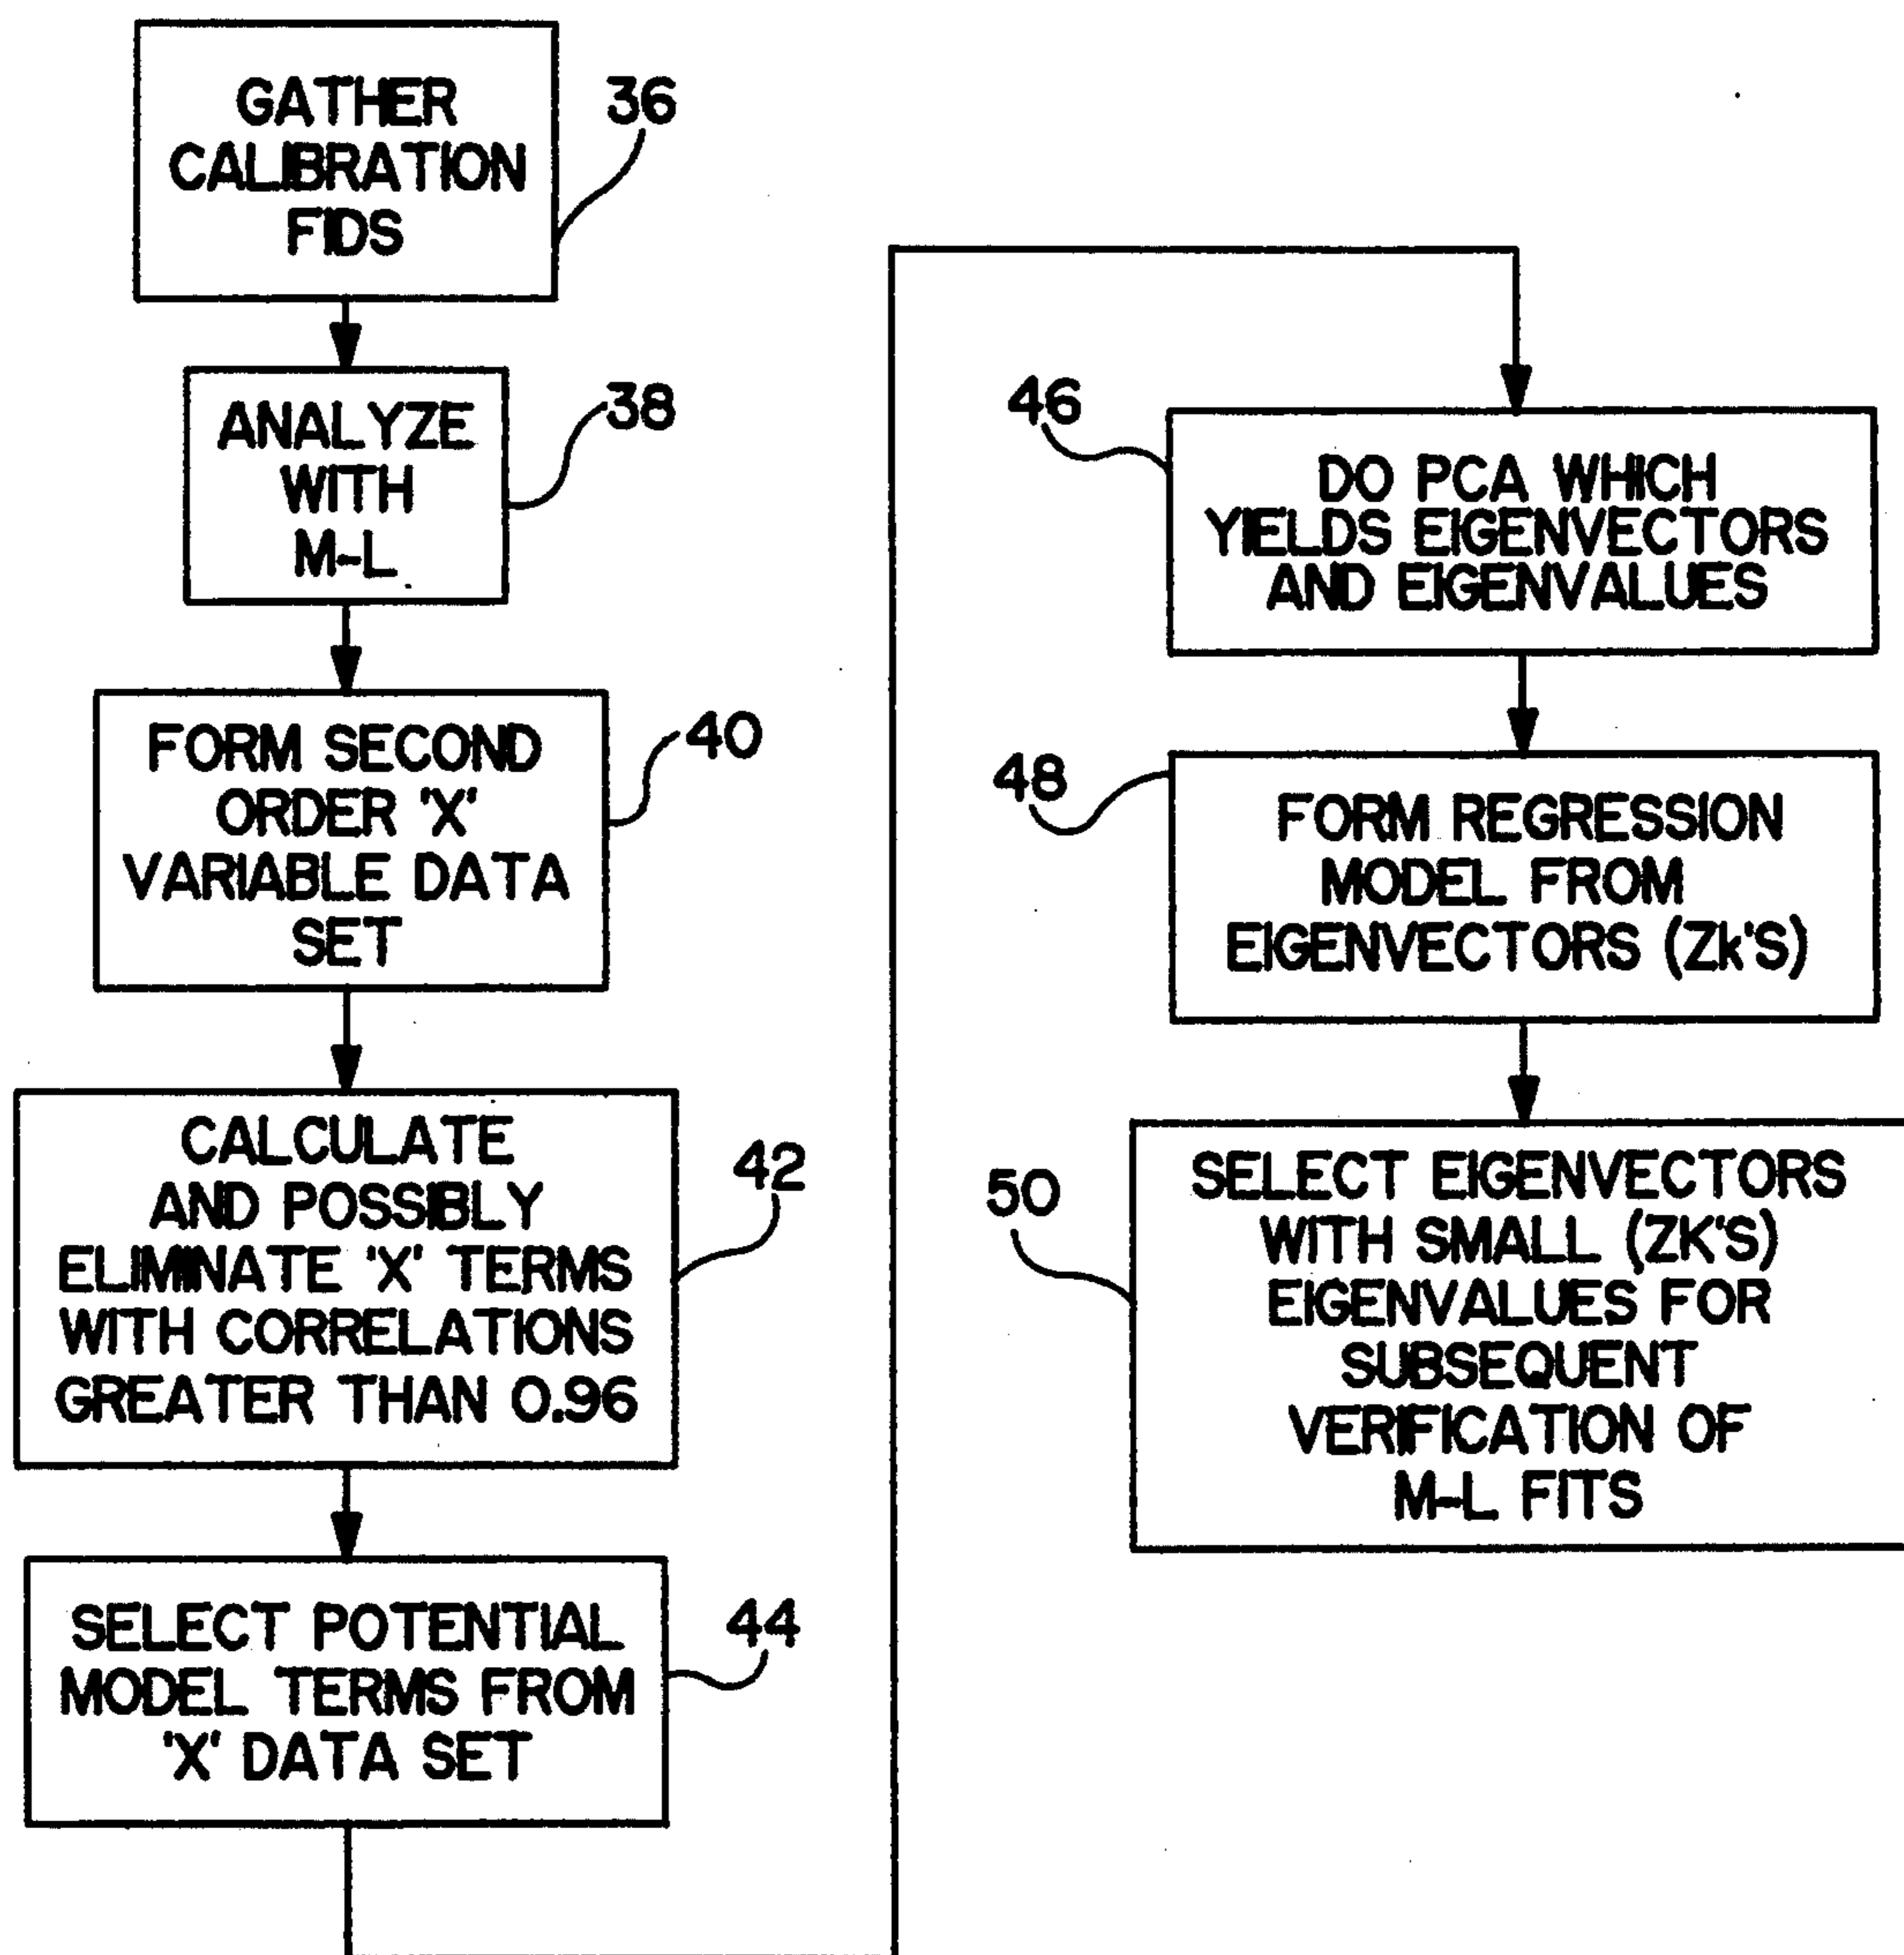 GATHER
CALIBRATION
FIDS
36
ANALYZE
WITH
M-L
38
FORM SECOND
ORDER 'X'
VARIABLE DATA
SET
40
CALCULATE
AND POSSIBLY
ELIMINATE 'X' TERMS
WITH CORRELATIONS
GREATER THAN 0.96
42
SELECT POTENTIAL
MODEL TERMS FROM
'X' DATA SET
44
46
DO PCA WHICH
YIELDS EIGENVECTORS
AND EIGENVALUES
48
FORM REGRESSION
MODEL FROM
EIGENVECTORS (Zk'S)
50
SELECT EIGENVECTORS
WITH SMALL (ZK'S)
EIGENVALUES FOR
SUBSEQUENT
VERIFICATION OF
M-L FITS